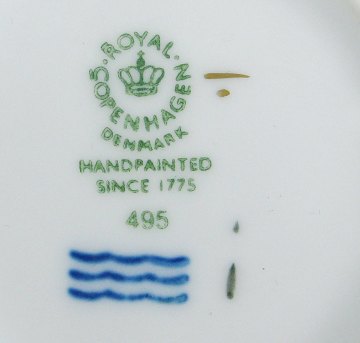 ROYAL
COPENHAGEN
DENMARK
HANDPAINTED
SINCE 1775
495